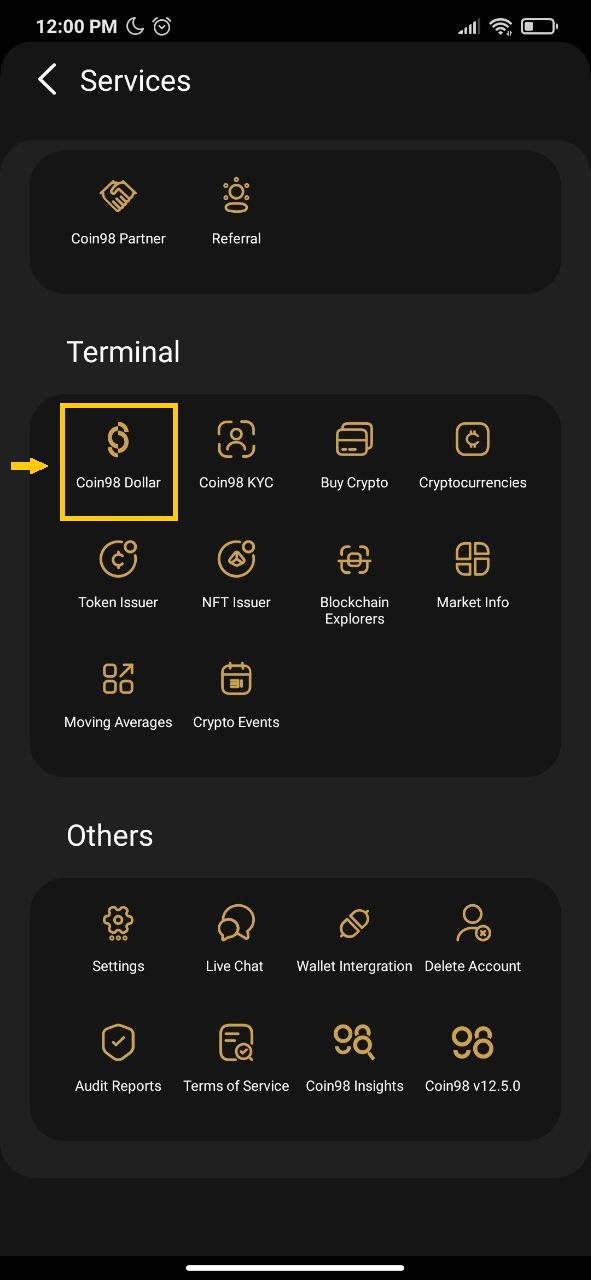 12:00 PM
Services
Coin98 Partner
Referral
Terminal
Coin98 Dollar
Coin98 KYC
Buy Crypto
Cryptocurrencies
Token Issuer
NFT Issuer
Blockchain
Explorers
Market Info
Moving Averages
Crypto Events
Others
Settings
Live Chat
Wallet Intergration
Delete Account
Audit Reports
Terms of Service
Coin98 Insights
Coin98 v12.5.0